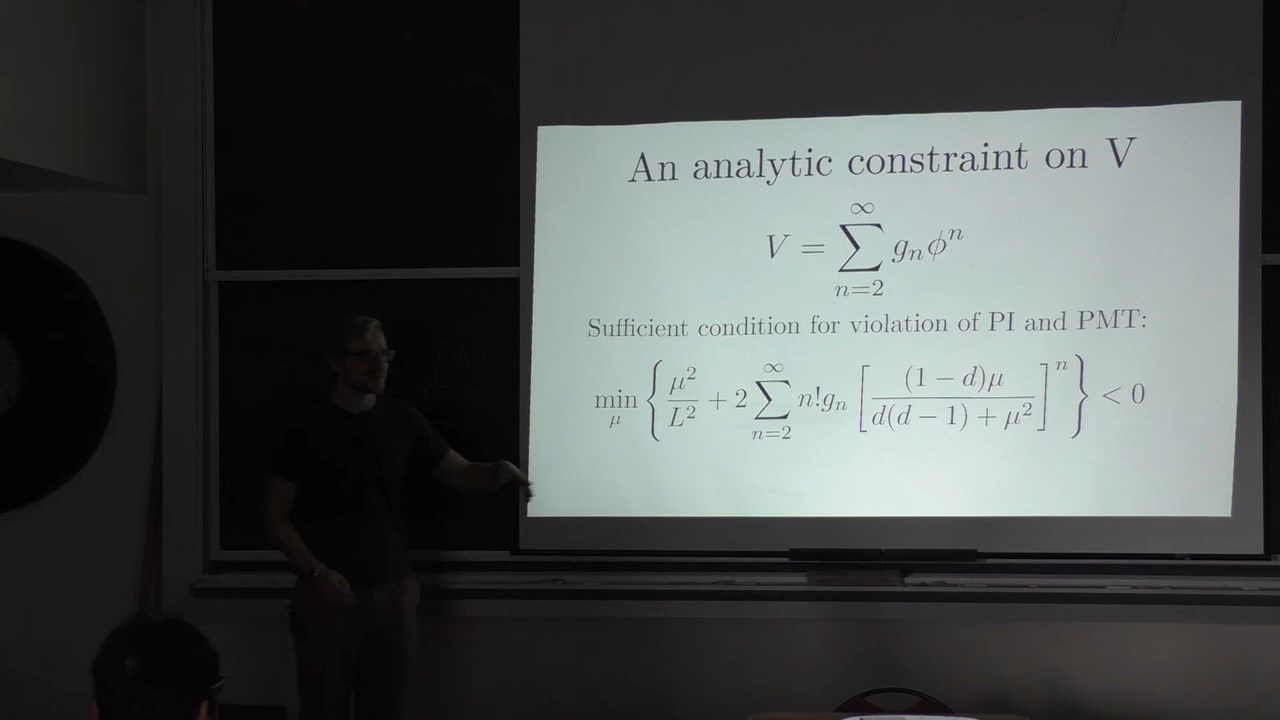 An analytic constraint on V
V = \sum_{n=2}^{\infty} g_n \phi^n
Sufficient condition for violation of PI and PMT:
\min_{\mu} \left\{ \frac{\mu^2}{L^2} + 2 \sum_{n=2}^{\infty} n! g_n \left[ \frac{(1-d)\mu}{d(d-1)+\mu^2} \right]^n \right\} < 0